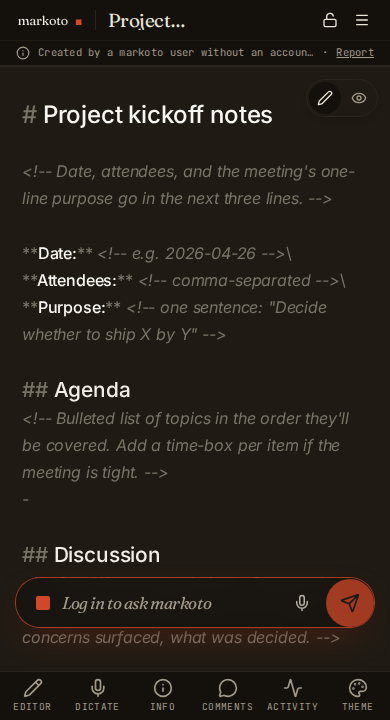 markoto
Project...
Created by a markoto user without an accoun… · Report
# Project kickoff notes
<!-- Date, attendees, and the meeting's one-
line purpose go in the next three lines. -->
**Date:** <!-- e.g. 2026-04-26 -->\
**Attendees:** <!-- comma-separated -->\
**Purpose:** <!-- one sentence: "Decide
whether to ship X by Y" -->
## Agenda
<!-- Bulleted list of topics in the order they'll
be covered. Add a time-box per item if the
meeting is tight. -->
-
## Discussion
Log in to ask markoto
concerns surfaced, what was decided. -->
EDITOR
DICTATE
INFO
COMMENTS
ACTIVITY
THEME